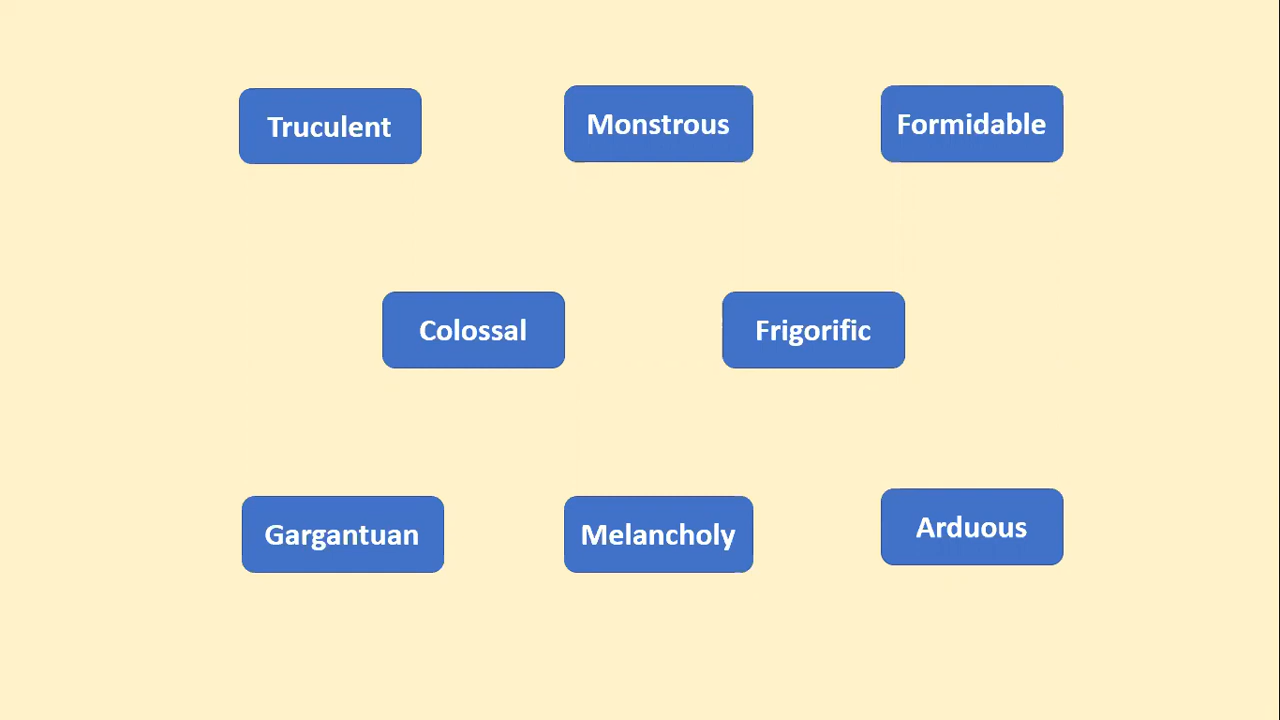 Truculent
Monstrous
Formidable
Colossal
Frigorific
Gargantuan
Melancholy
Arduous